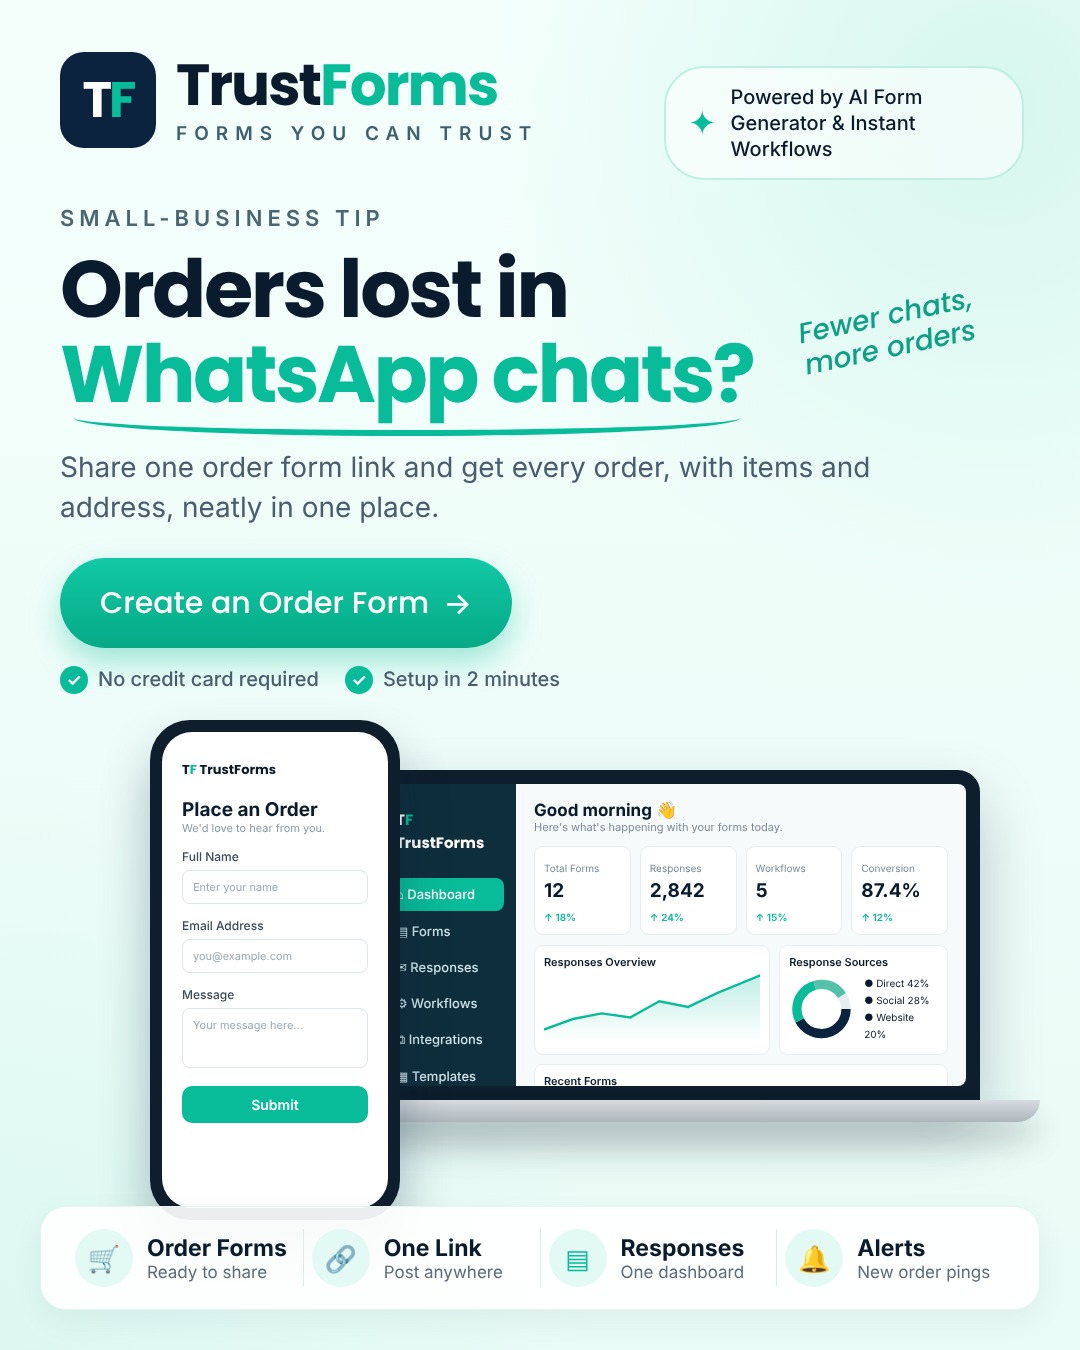 TF
TrustForms
FORMS YOU CAN TRUST
✦
Powered by AI Form
Generator & Instant
Workflows
SMALL-BUSINESS TIP
Orders lost in
WhatsApp chats?
Fewer chats,
more orders
Share one order form link and get every order, with items and
address, neatly in one place.
Create an Order Form →
No credit card required
Setup in 2 minutes
TF TrustForms
Place an Order
We'd love to hear from you.
Full Name
Enter your name
Email Address
you@example.com
Message
Your message here...
Submit
TF
TrustForms
Dashboard
Forms
Responses
Workflows
Integrations
Templates
Good morning 👋
Here's what's happening with your forms today.
Total Forms
12
↑ 18%
Responses
2,842
↑ 24%
Workflows
5
↑ 15%
Conversion
87.4%
↑ 12%
Responses Overview
Response Sources
● Direct 42%
● Social 28%
● Website
20%
Recent Forms
Order Forms
Ready to share
One Link
Post anywhere
Responses
One dashboard
Alerts
New order pings